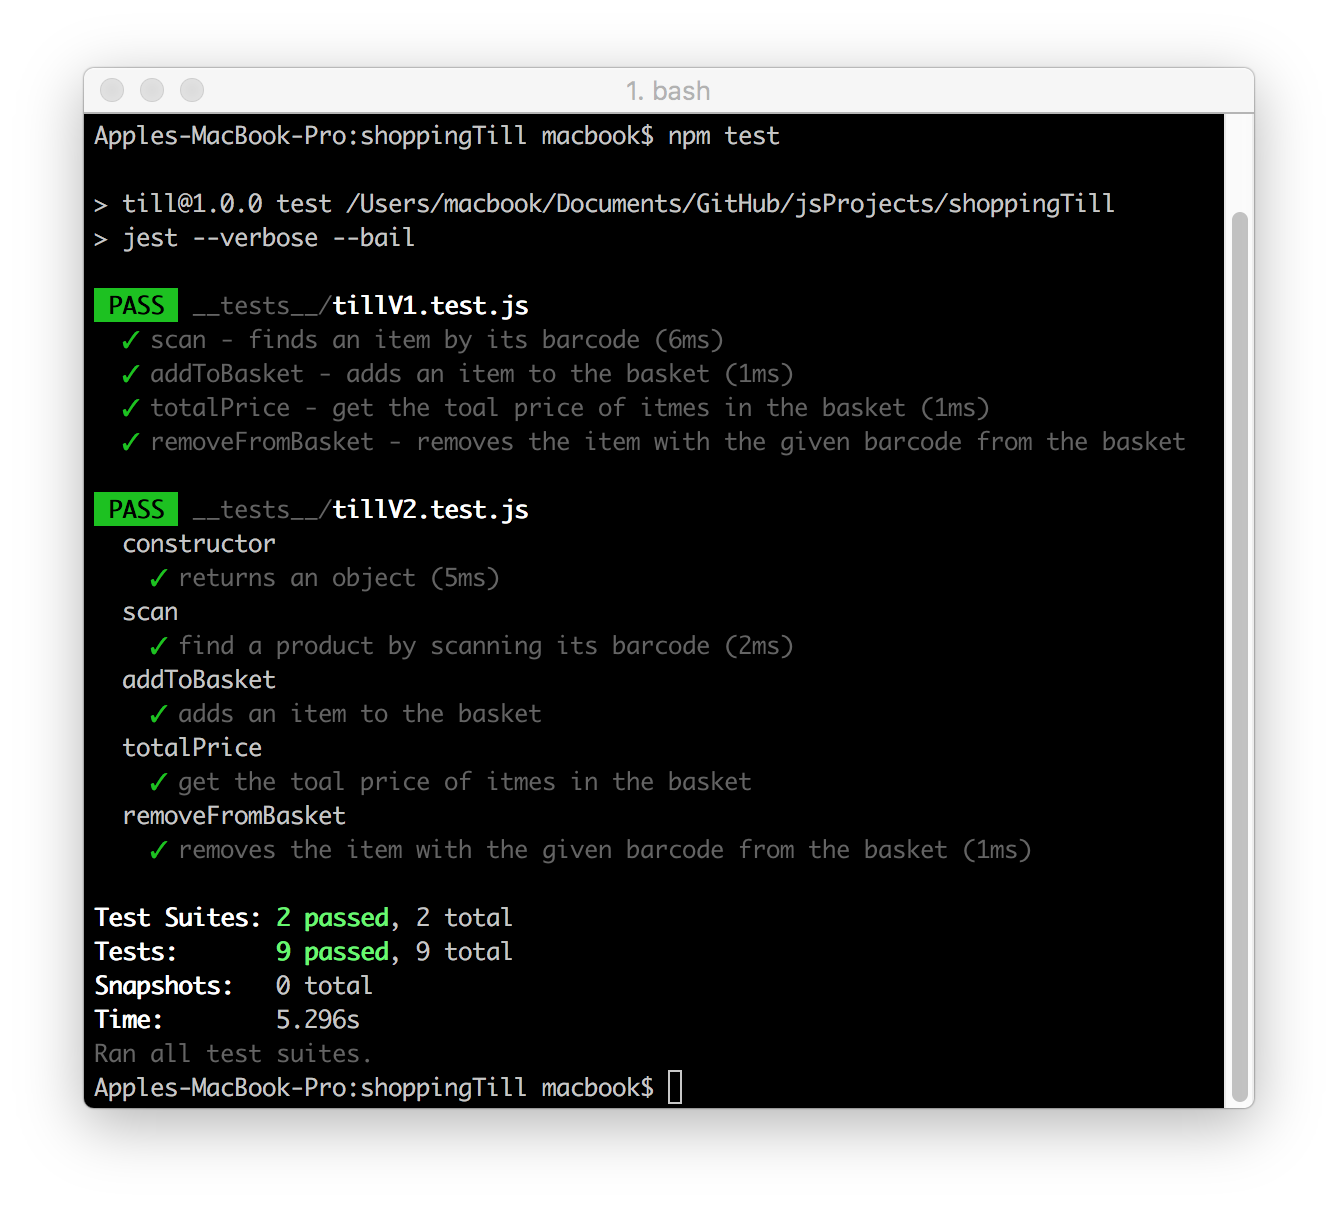 1. bash
Apples-MacBook-Pro:shoppingTill macbook$ npm test
> till@1.0.0 test /Users/macbook/Documents/GitHub/jsProjects/shoppingTill
> jest --verbose --bail
PASS __tests__/tillV1.test.js
✓ scan - finds an item by its barcode (6ms)
✓ addToBasket - adds an item to the basket (1ms)
✓ totalPrice - get the toal price of itmes in the basket (1ms)
✓ removeFromBasket - removes the item with the given barcode from the basket
PASS __tests__/tillV2.test.js
constructor
✓ returns an object (5ms)
scan
✓ find a product by scanning its barcode (2ms)
addToBasket
✓ adds an item to the basket
totalPrice
✓ get the toal price of itmes in the basket
removeFromBasket
✓ removes the item with the given barcode from the basket (1ms)
Test Suites: 2 passed, 2 total
Tests: 9 passed, 9 total
Snapshots: 0 total
Time: 5.296s
Ran all test suites.
Apples-MacBook-Pro:shoppingTill macbook$